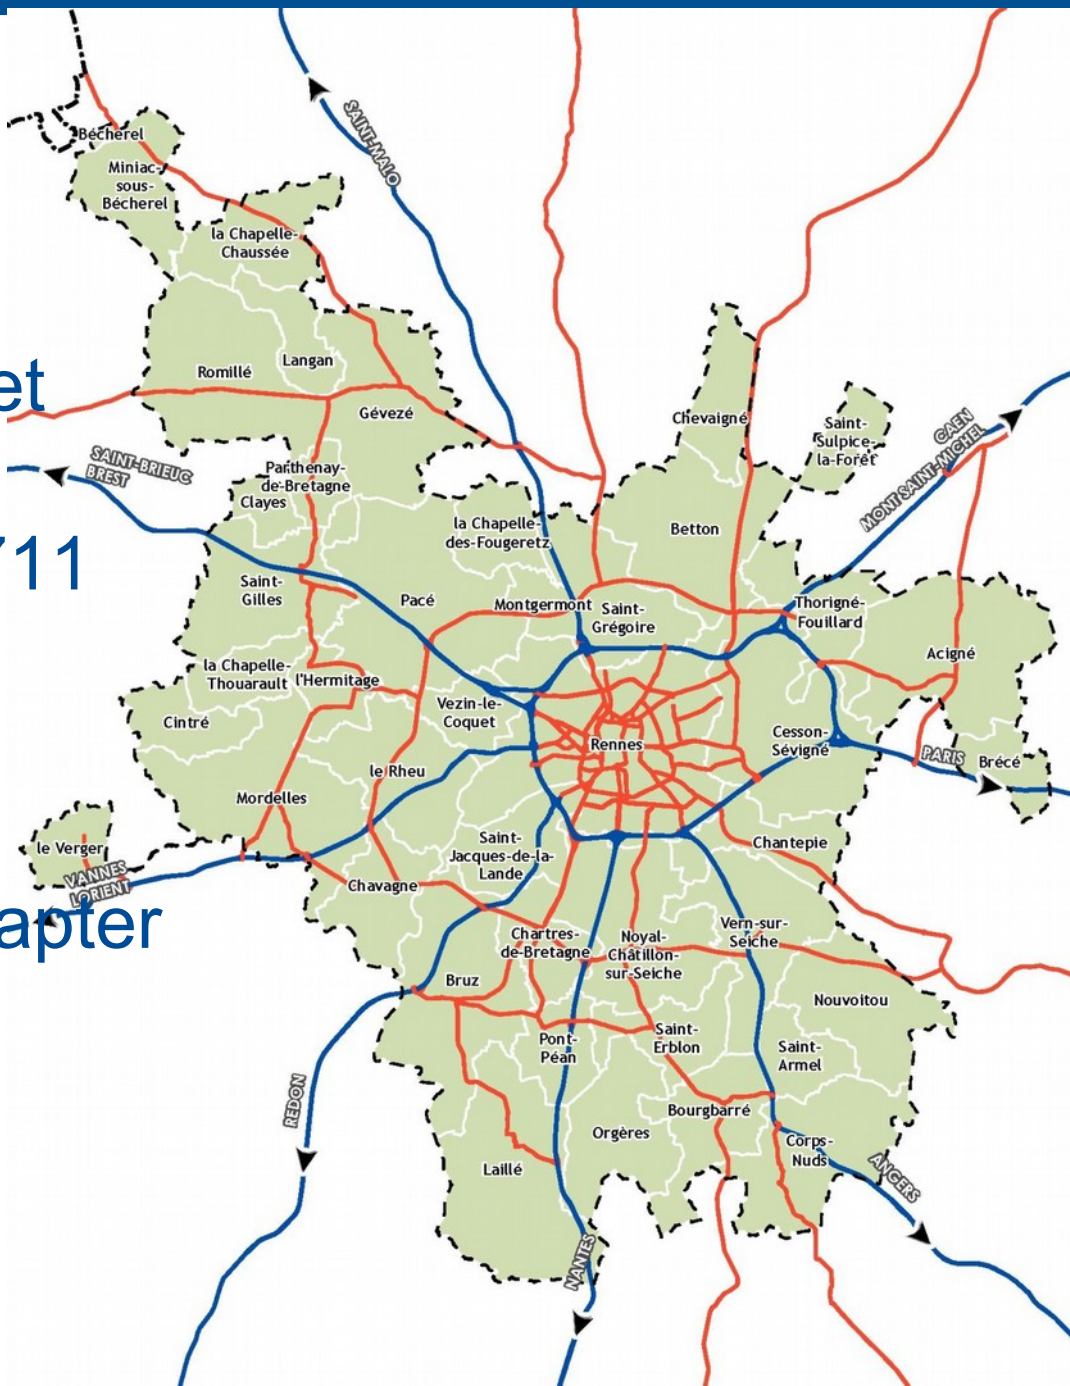 SAINT-MALO
Bécherel
Miniac-
sous-
Bécherel
la Chapelle-
Chaussée
Romillé
Langan
Gévezé
et
Chevaigné
Saint-
Sulpice-
la-Forêt
CAEN
MONT SAINT-MICHEL
SAINT-BRIEUC
BREST
Parthenay-
de-Bretagne
Clayes
la Chapelle-
des-Fougeretz
Betton
711
Saint-
Gilles
Pacé
Montgermont
Saint-
Grégoire
Thorigné-
Fouillard
Acigné
la Chapelle-
Thouarault
l'Hermitage
Cintré
Vezin-le-
Coquet
Rennes
Cesson-
Sévigné
PARIS
Brécé
le Rheu
Mordelles
le Verger
VANNES
LORIENT
Saint-
Jacques-de-la-
Lande
Chantepie
Chavagne
apter
Chartres-
de-Bretagne
Noyal-
Châtillon-
sur-Seiche
Vern-sur-
Seiche
Bruz
Nouvoitou
Pont-
Péan
Saint-
Erblon
Saint-
Armel
REDON
Bourgbarré
Orgères
Corps-
Nuds
Laillé
ANGERS
NANTES